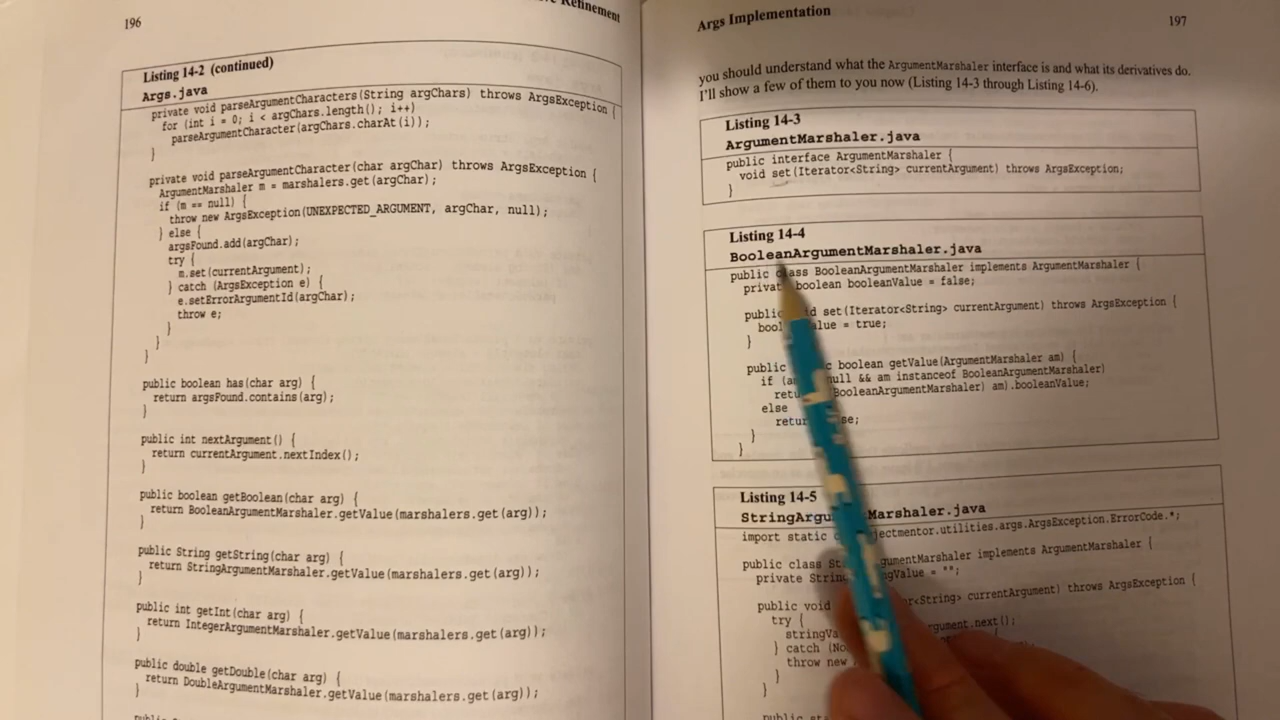 196
Refinement
Listing 14-2 (continued)
Args.java
private void parseArgumentCharacters(String argChars) throws ArgsException {
for (int i = 0; i < argChars.length(); i++)
parseArgumentCharacter(argChars.charAt(i));
}
private void parseArgumentCharacter(char argChar) throws ArgsException {
ArgumentMarshaler m = marshalers.get(argChar);
if (m == null) {
throw new ArgsException(UNEXPECTED_ARGUMENT, argChar, null);
} else {
argsFound.add(argChar);
try {
m.set(currentArgument);
} catch (ArgsException e) {
e.setErrorArgumentId(argChar);
throw e;
}
}
}
public boolean has(char arg) {
return argsFound.contains(arg);
}
public int nextArgument() {
return currentArgument.nextIndex();
}
public boolean getBoolean(char arg) {
return BooleanArgumentMarshaler.getValue(marshalers.get(arg));
}
public String getString(char arg) {
return StringArgumentMarshaler.getValue(marshalers.get(arg));
}
public int getInt(char arg) {
return IntegerArgumentMarshaler.getValue(marshalers.get(arg));
}
public double getDouble(char arg) {
return DoubleArgumentMarshaler.getValue(marshalers.get(arg));
}
Args Implementation
197
you should understand what the ArgumentMarshaler interface is and what its derivatives do.
I'll show a few of them to you now (Listing 14-3 through Listing 14-6).
Listing 14-3
ArgumentMarshaler.java
public interface ArgumentMarshaler {
void set(Iterator<String> currentArgument) throws ArgsException;
}
Listing 14-4
BooleanArgumentMarshaler.java
public class BooleanArgumentMarshaler implements ArgumentMarshaler {
private boolean booleanValue = false;
public set(Iterator<String> currentArgument) throws ArgsException {
= true;
}
public boolean getValue(ArgumentMarshaler am) {
if null && am instanceof BooleanArgumentMarshaler)
BooleanArgumentMarshaler) am).booleanValue;
else
}
}
Listing 14-5
import static
public class implements ArgumentMarshaler {
private = "";
public void currentArgument) throws ArgsException {
try {
} catch
throw new
}
}